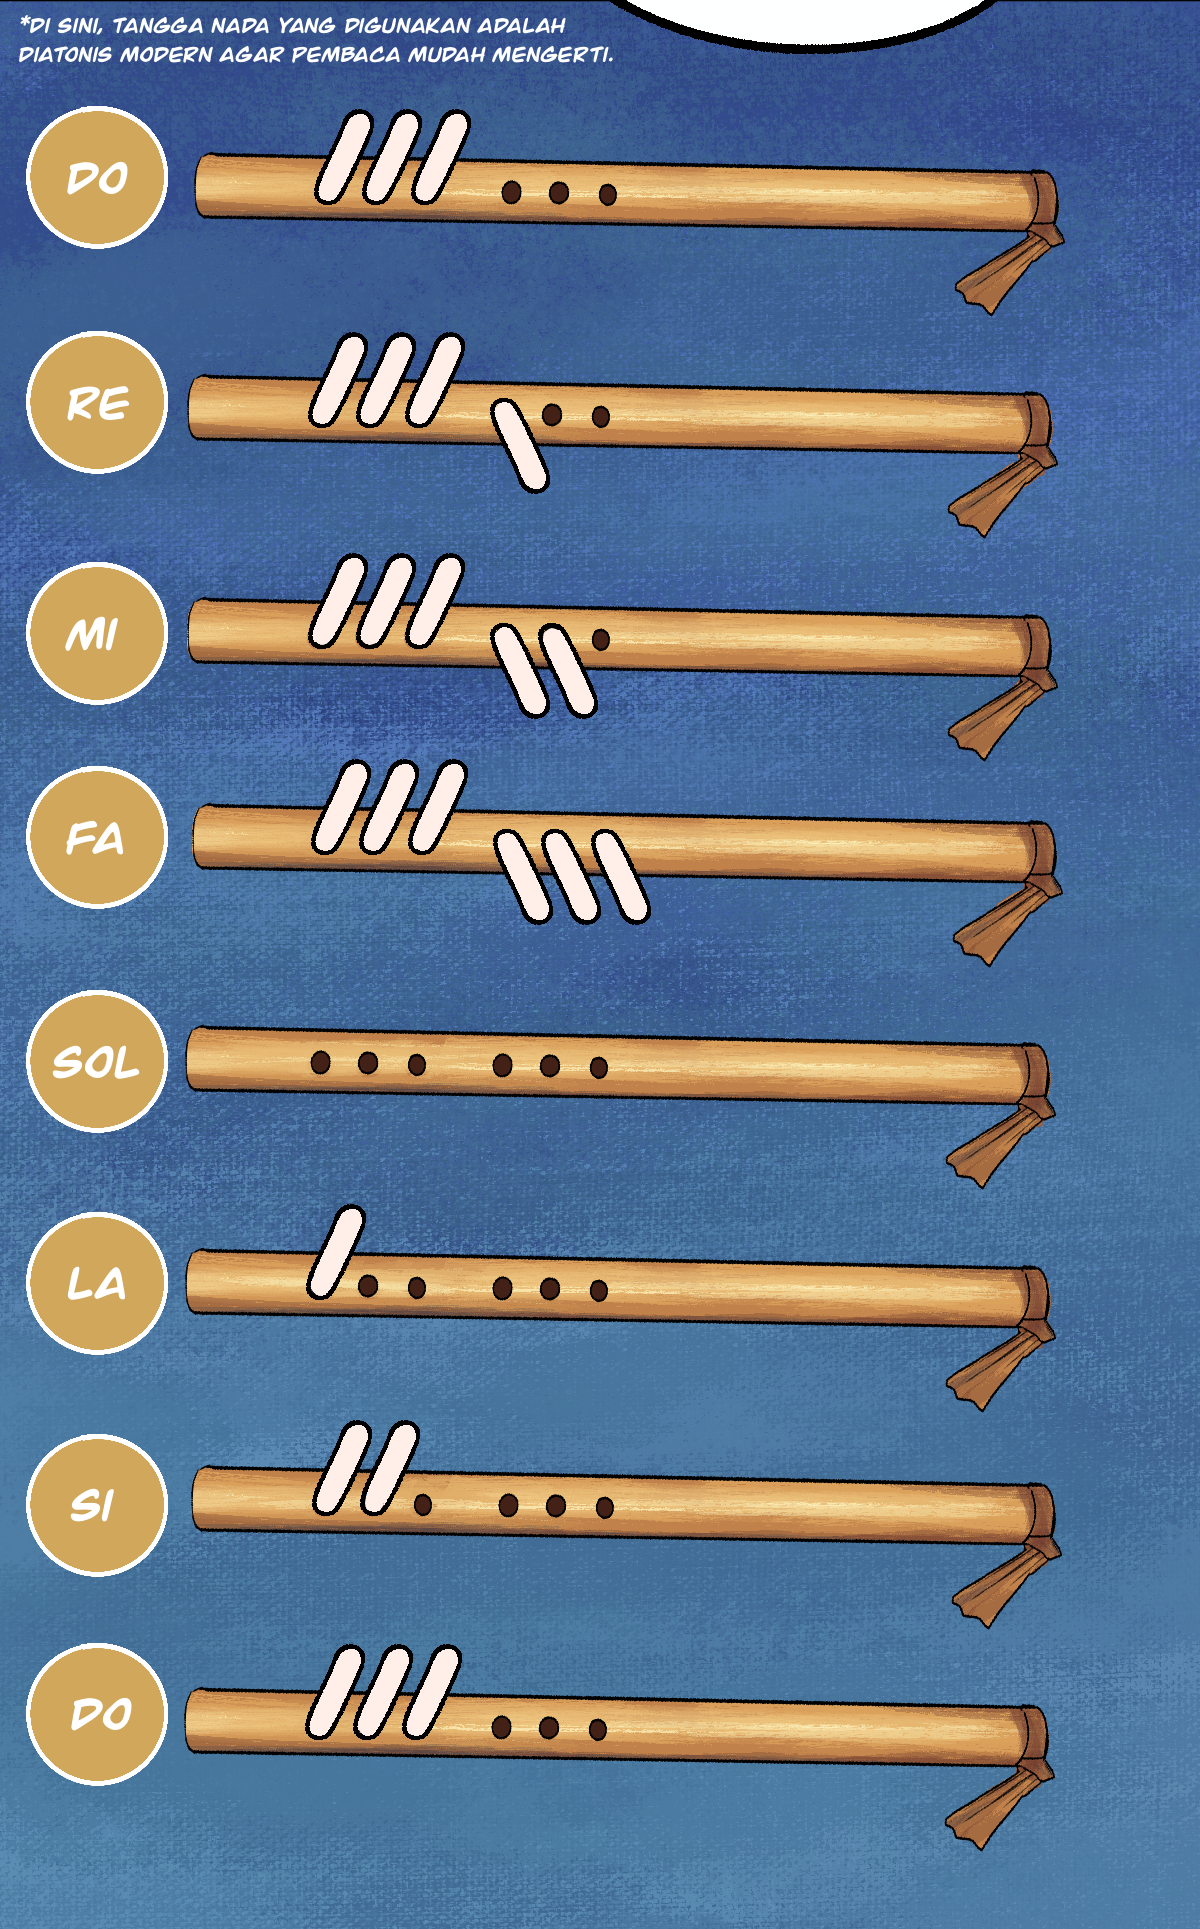 *DI SINI, TANGGA NADA YANG DIGUNAKAN ADALAH
DIATONIS MODERN AGAR PEMBACA MUDAH MENGERTI.
DO
RE
MI
FA
SOL
LA
SI
DO